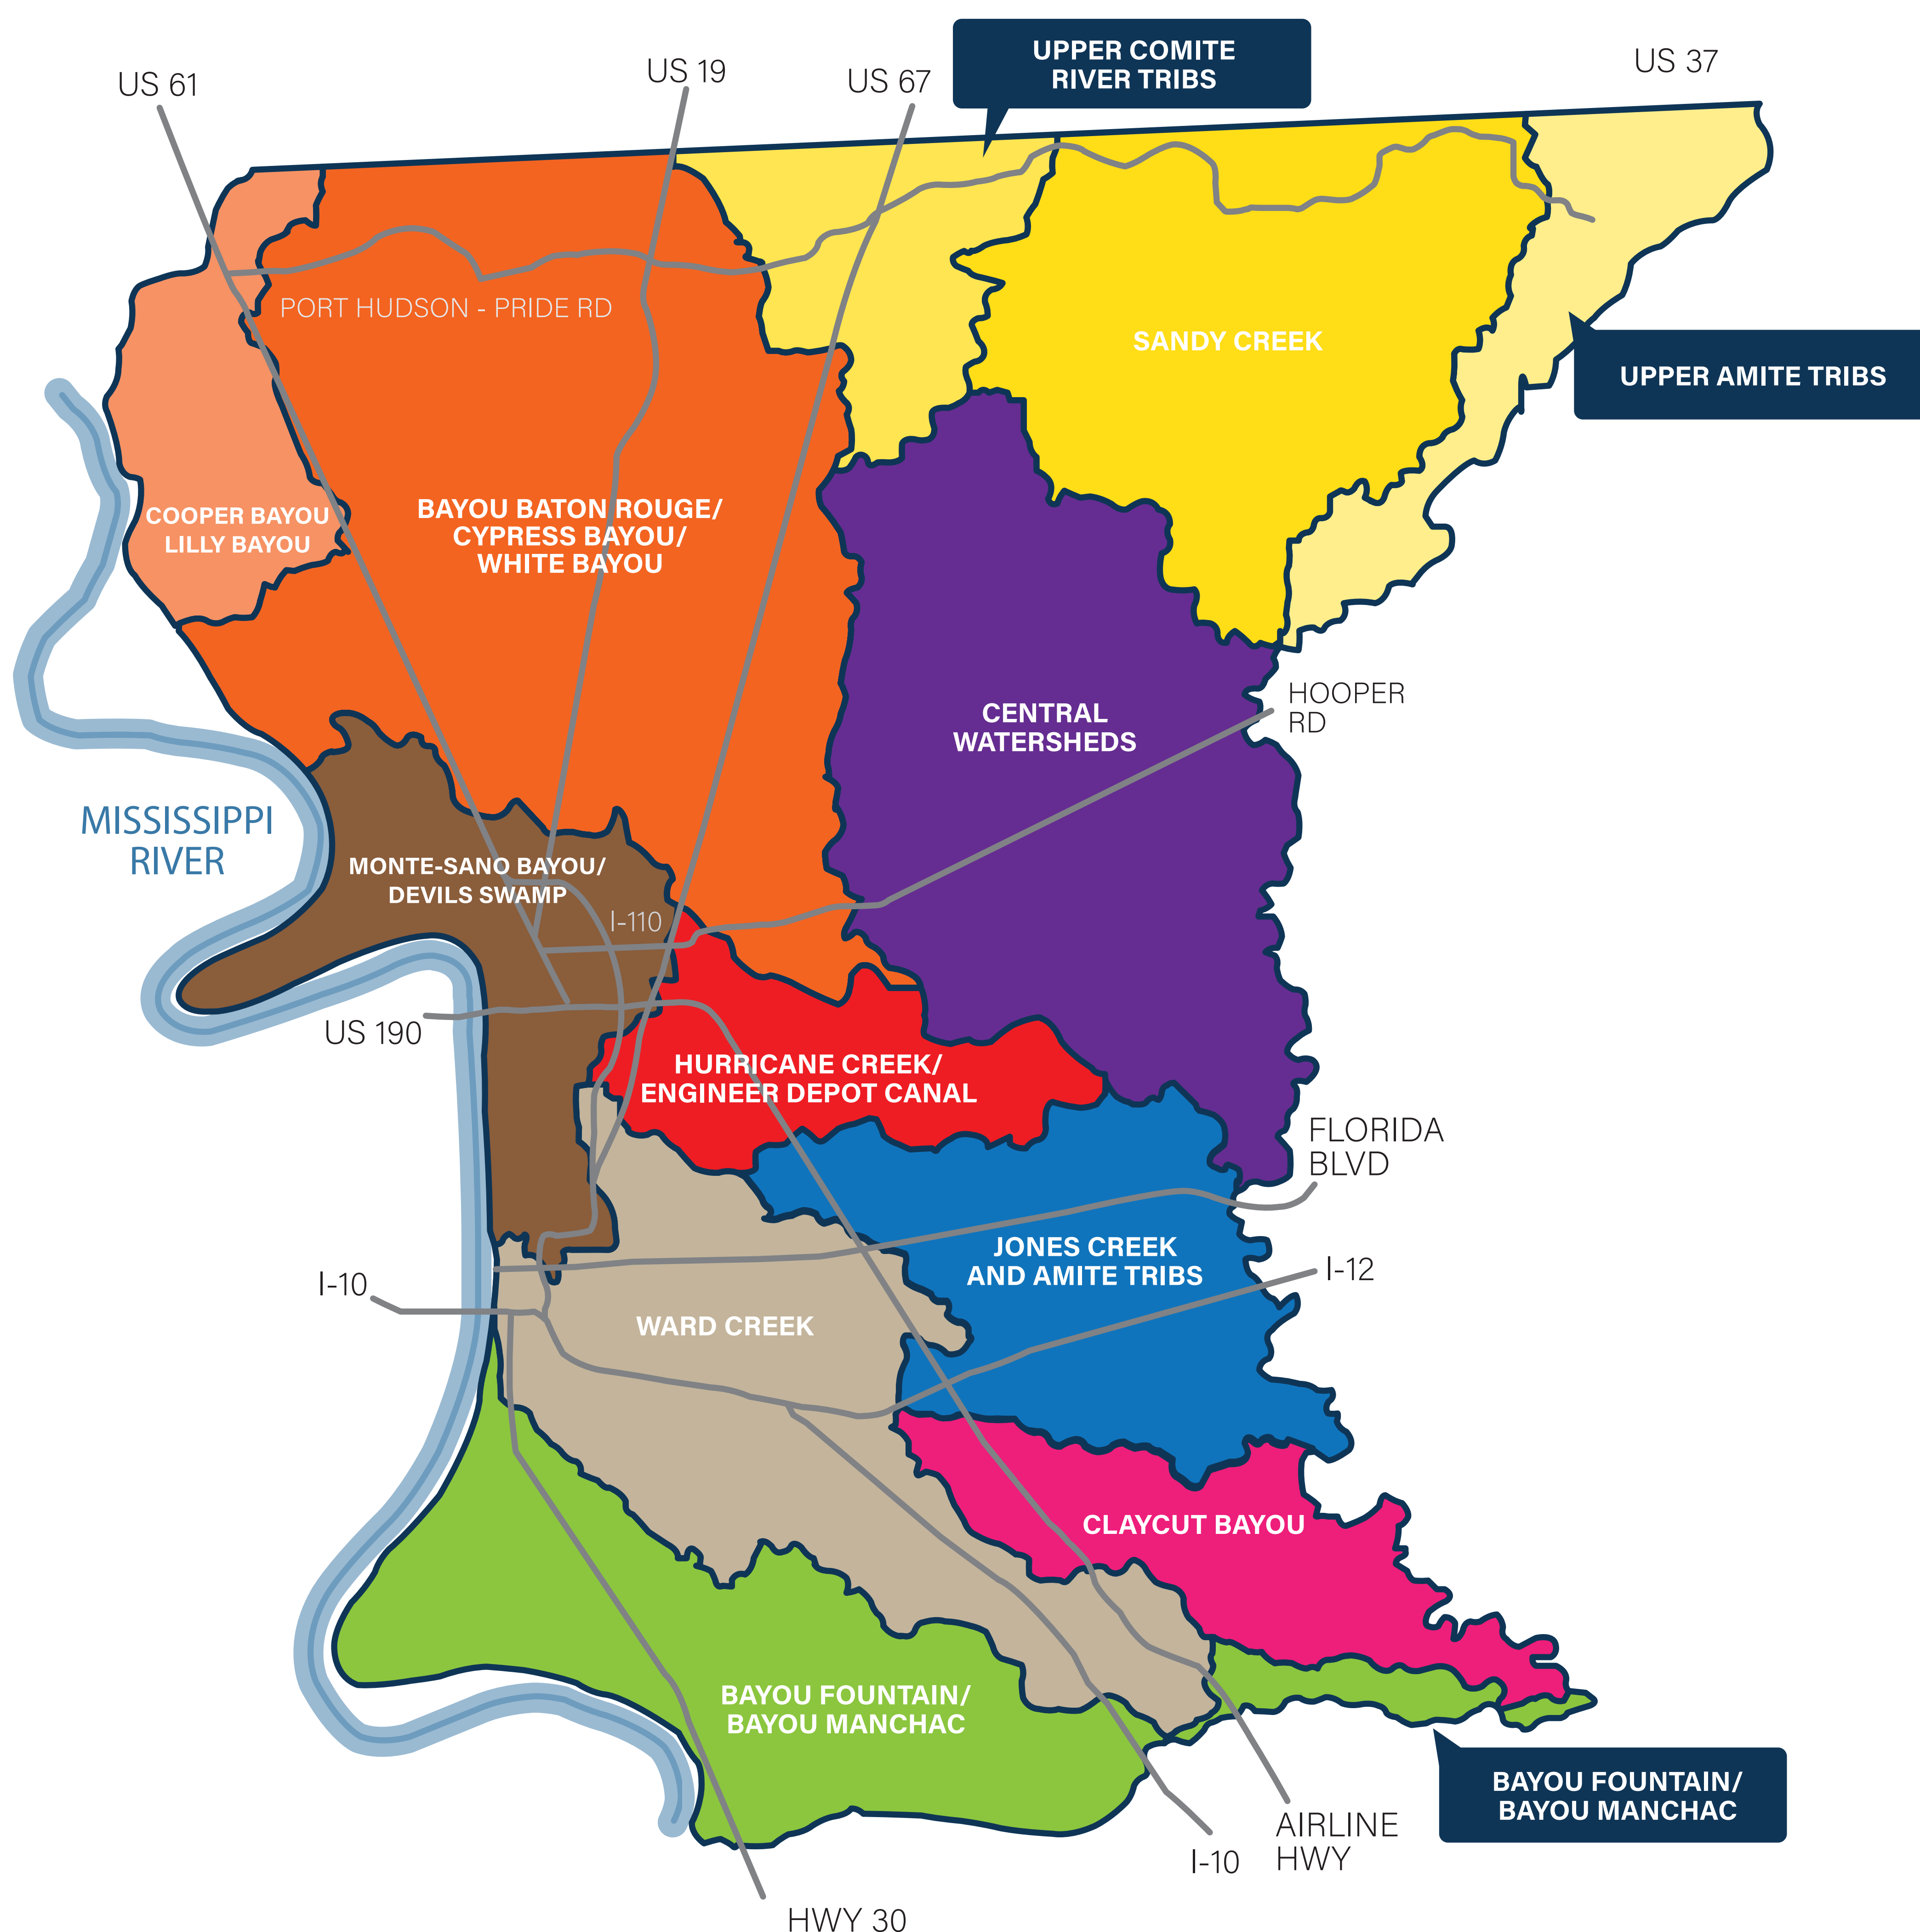 UPPER COMITE
RIVER TRIBS
US 37
US 19
US 67
US 61
PORT HUDSON - PRIDE RD
SANDY CREEK
UPPER AMITE TRIBS
COOPER BAYOU
LILLY BAYOU
BAYOU BATON ROUGE/
CYPRESS BAYOU/
WHITE BAYOU
HOOPER
RD
CENTRAL
WATERSHEDS
MISSISSIPPI
RIVER
MONTE-SANO BAYOU/
DEVILS SWAMP
I-110
US 190
HURRICANE CREEK/
ENGINEER DEPOT CANAL
FLORIDA
BLVD
JONES CREEK
AND AMITE TRIBS
I-12
I-10
WARD CREEK
CLAYCUT BAYOU
BAYOU FOUNTAIN/
BAYOU MANCHAC
BAYOU FOUNTAIN/
BAYOU MANCHAC
AIRLINE
HWY
I-10
HWY 30